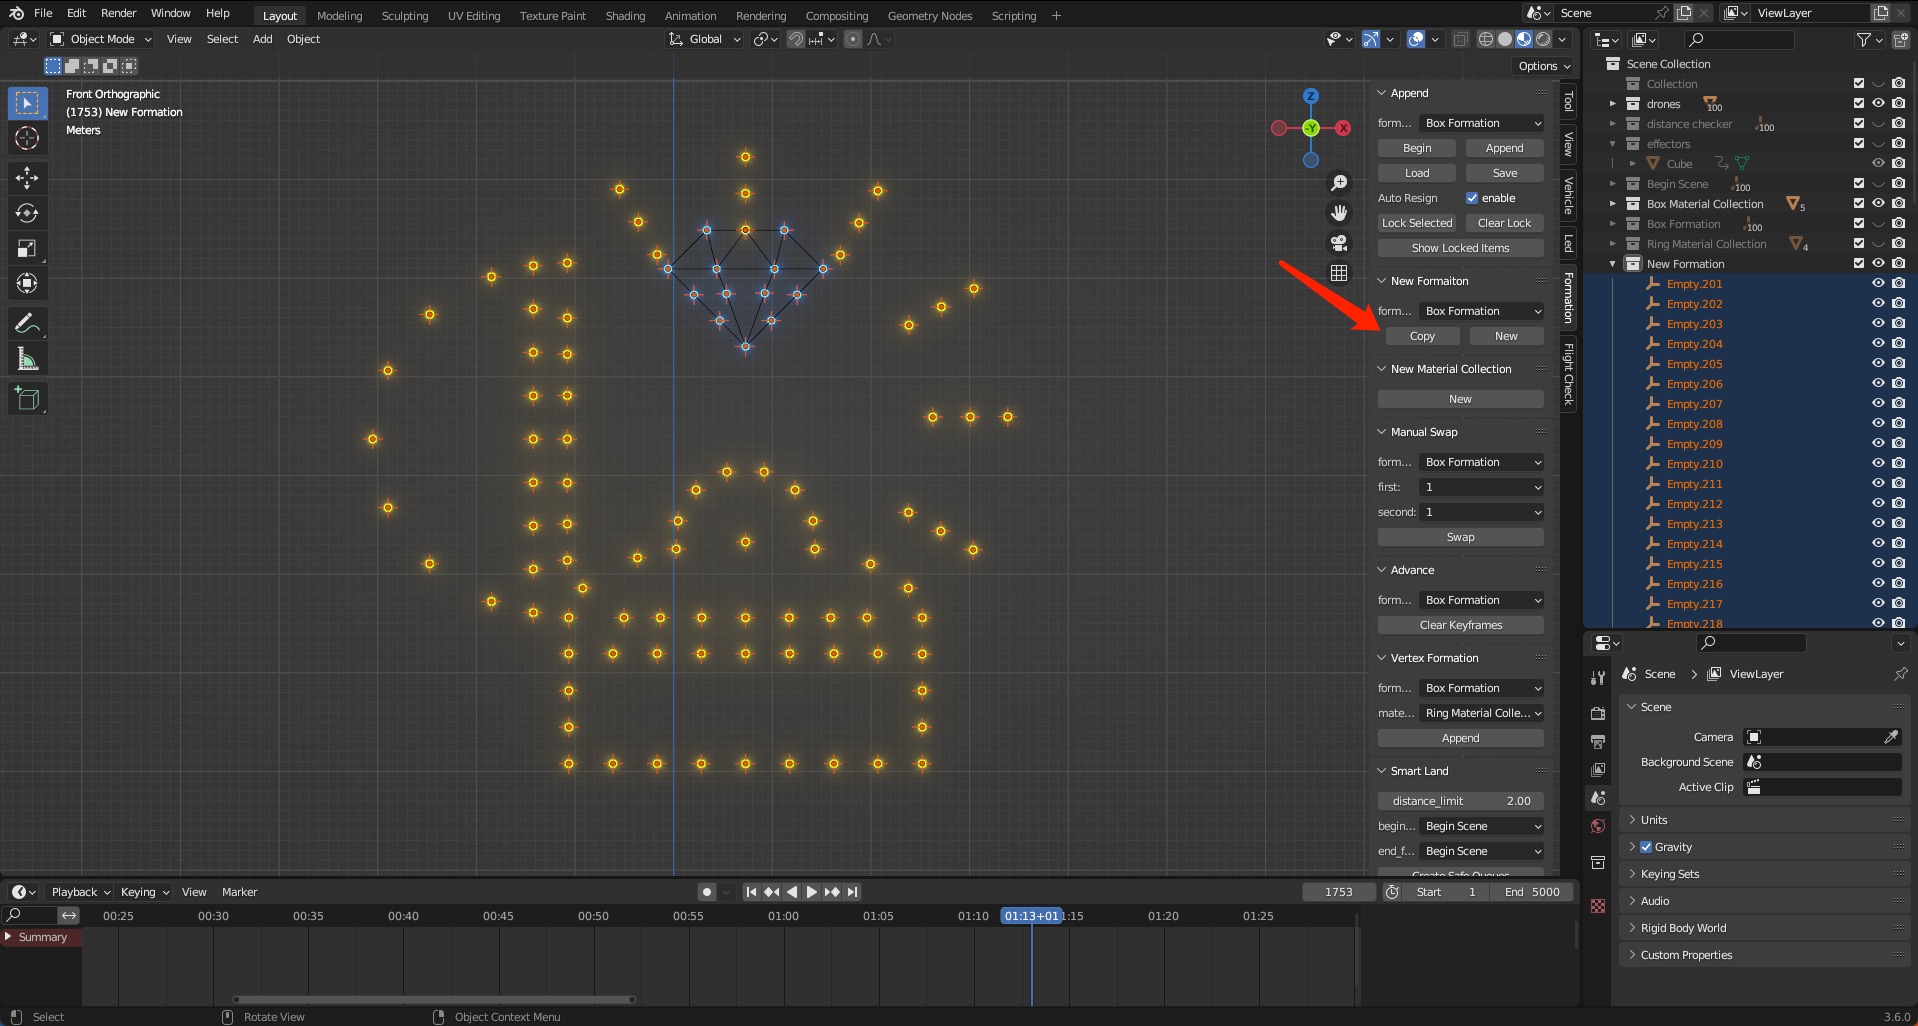 File Edit Render Window Help Layout Modeling Sculpting UV Editing Texture Paint Shading Animation Rendering Compositing Geometry Nodes Scripting + Scene ViewLayer
Object Mode View Select Add Object Global
Options
Front Orthographic
(1753) New Formation
Meters
Z
-Y
X
Append
form... Box Formation
Begin Append
Load Save
Auto Resign enable
Lock Selected Clear Lock
Show Locked Items
New Formaiton
form... Box Formation
Copy New
New Material Collection
New
Manual Swap
form... Box Formation
first: 1
second: 1
Swap
Advance
form... Box Formation
Clear Keyframes
Vertex Formation
form... Box Formation
mate... Ring Material Colle...
Append
Smart Land
distance_limit 2.00
begin... Begin Scene
end_f... Begin Scene
Create Safe Queues
Tool
View
Vehicle
Led
Formation
Flight Check
Scene Collection
Collection
drones 100
distance checker 100
effectors
Cube
Begin Scene 100
Box Material Collection 5
Box Formation 100
Ring Material Collection 4
New Formation
Empty.201
Empty.202
Empty.203
Empty.204
Empty.205
Empty.206
Empty.207
Empty.208
Empty.209
Empty.210
Empty.211
Empty.212
Empty.213
Empty.214
Empty.215
Empty.216
Empty.217
Empty.218
Scene > ViewLayer
Scene
Camera
Background Scene
Active Clip
Units
Gravity
Keying Sets
Audio
Rigid Body World
Custom Properties
Playback Keying View Marker 1753 Start 1 End 5000
00:25 00:30 00:35 00:40 00:45 00:50 00:55 01:00 01:05 01:10 01:13+01 1:15 01:20 01:25
Summary
Select Rotate View Object Context Menu 3.6.0